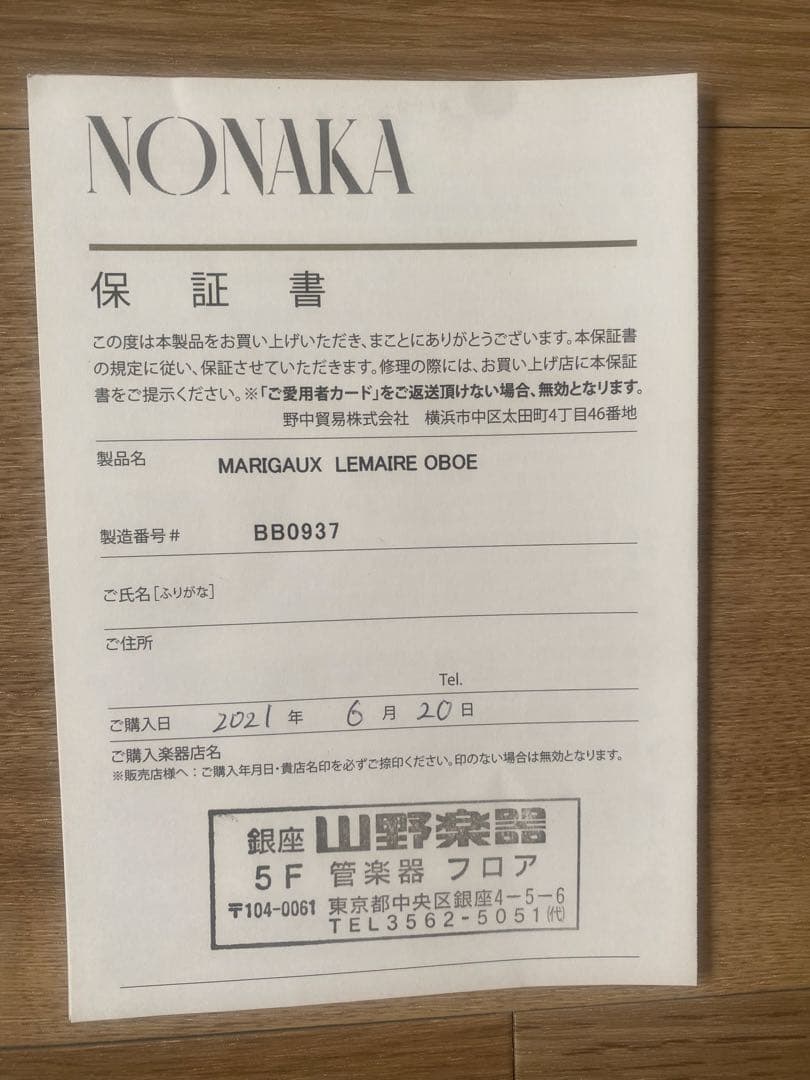 NONAKA
保証書
この度は本製品をお買い上げいただき、まことにありがとうございます。本保証書
の規定に従い、保証させていただきます。修理の際には、お買い上げ店に本保証
書をご提示ください。※「ご愛用者カード」をご返送頂けない場合、無効となります。
野中貿易株式会社 横浜市中区太田町4丁目46番地
製品名 MARIGAUX LEMAIRE OBOE
製造番号# BB0937
ご氏名[ふりがな]
ご住所
Tel.
ご購入日 2021 年 6 月 20 日
ご購入楽器店名
※販売店様へ：ご購入年月日・貴店名印を必ずご捺印ください。印のない場合は無効となります。
銀座 山野楽器
5F 管楽器 フロア
〒104-0061 東京都中央区銀座4-5-6
TEL3562-5051(代)